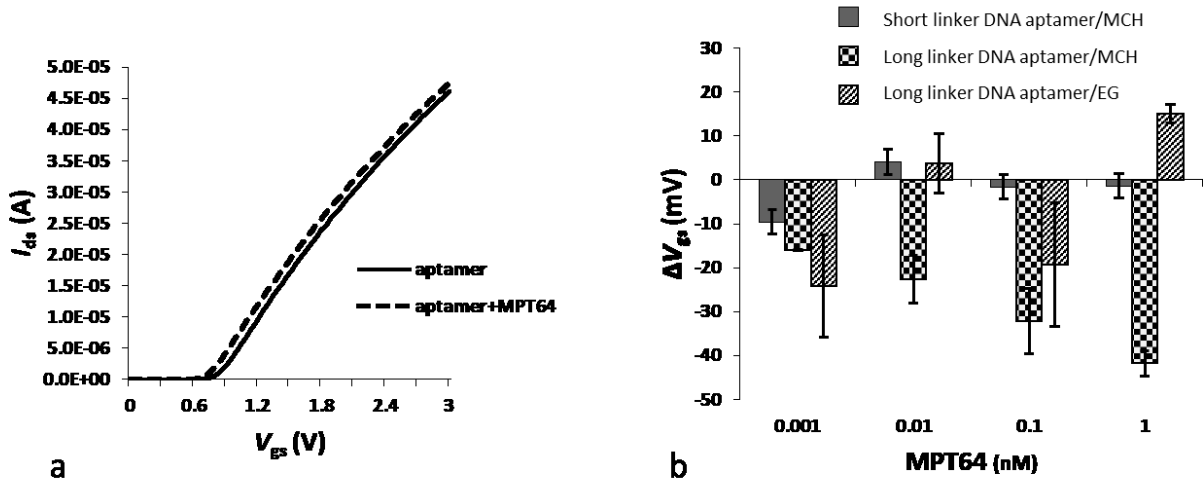 5.0E-05
4.5E-05
4.0E-05
3.5E-05
3.0E-05
2.5E-05
2.0E-05
1.5E-05
1.0E-05
5.0E-06
0.0E+00
Ids (A)
aptamer
aptamer+MPT64
0 0.6 1.2 1.8 2.4 3
Vgs (V)
a
Short linker DNA aptamer/MCH
Long linker DNA aptamer/MCH
Long linker DNA aptamer/EG
30
20
10
0
-10
-20
-30
-40
-50
ΔVgs (mV)
0.001 0.01 0.1 1
MPT64 (nM)
b